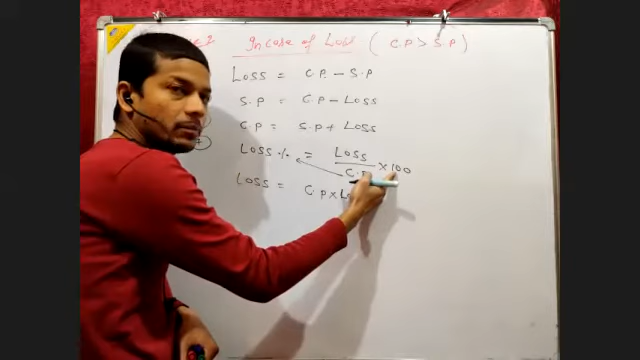 In case of Loss ( C.P > S.P )
Loss = C.P. - S.P
S.P = C.P - Loss
C.P = S.P + Loss
Loss % = Loss / C.P × 100
Loss = C.P ×